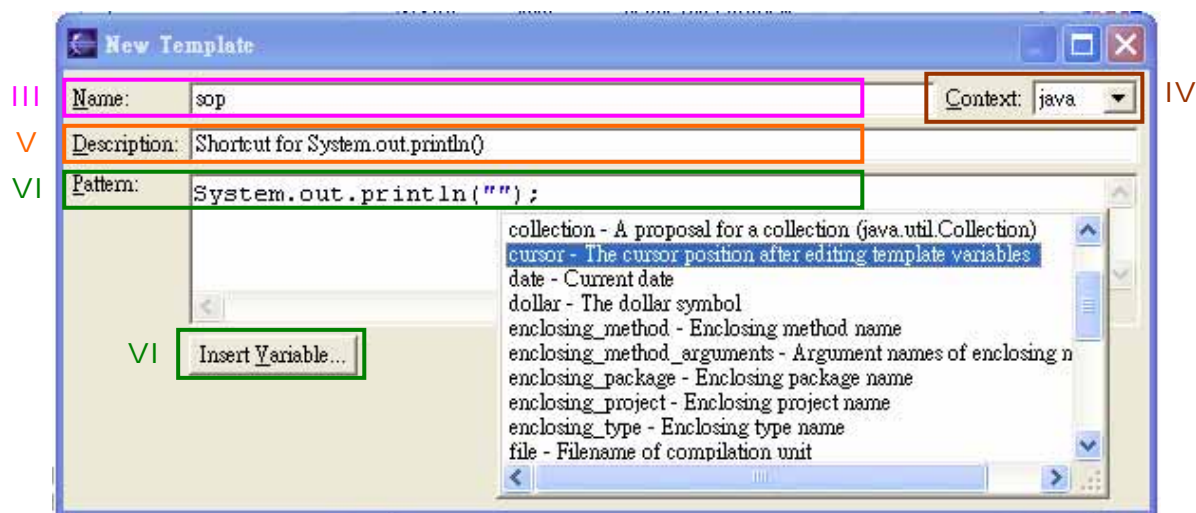 New Template
III Name: sop Context: java IV
V Description: Shortcut for System.out.println()
VI Pattern: System.out.println("");
collection - A proposal for a collection (java.util.Collection)
cursor - The cursor position after editing template variables
date - Current date
dollar - The dollar symbol
enclosing_method - Enclosing method name
VI Insert Variable... enclosing_method_arguments - Argument names of enclosing n
enclosing_package - Enclosing package name
enclosing_project - Enclosing project name
enclosing_type - Enclosing type name
file - Filename of compilation unit